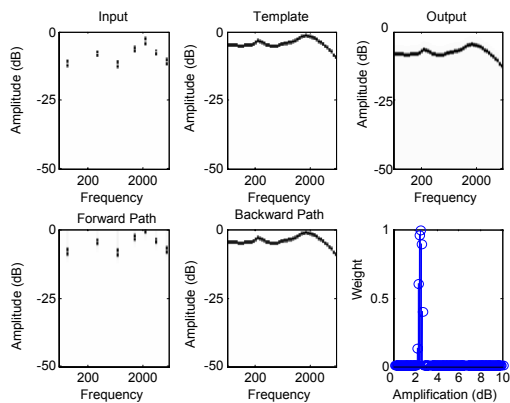 Input
0
-25
-50
Amplitude (dB)
200 2000
Frequency
Template
0
-25
-50
Amplitude (dB)
200 2000
Frequency
Output
0
-25
-50
Amplitude (dB)
200 2000
Frequency
Forward Path
0
-25
-50
Amplitude (dB)
200 2000
Frequency
Backward Path
0
-25
-50
Amplitude (dB)
200 2000
Frequency
1
0.5
0
Weight
0 2 4 6 8 10
Amplification (dB)